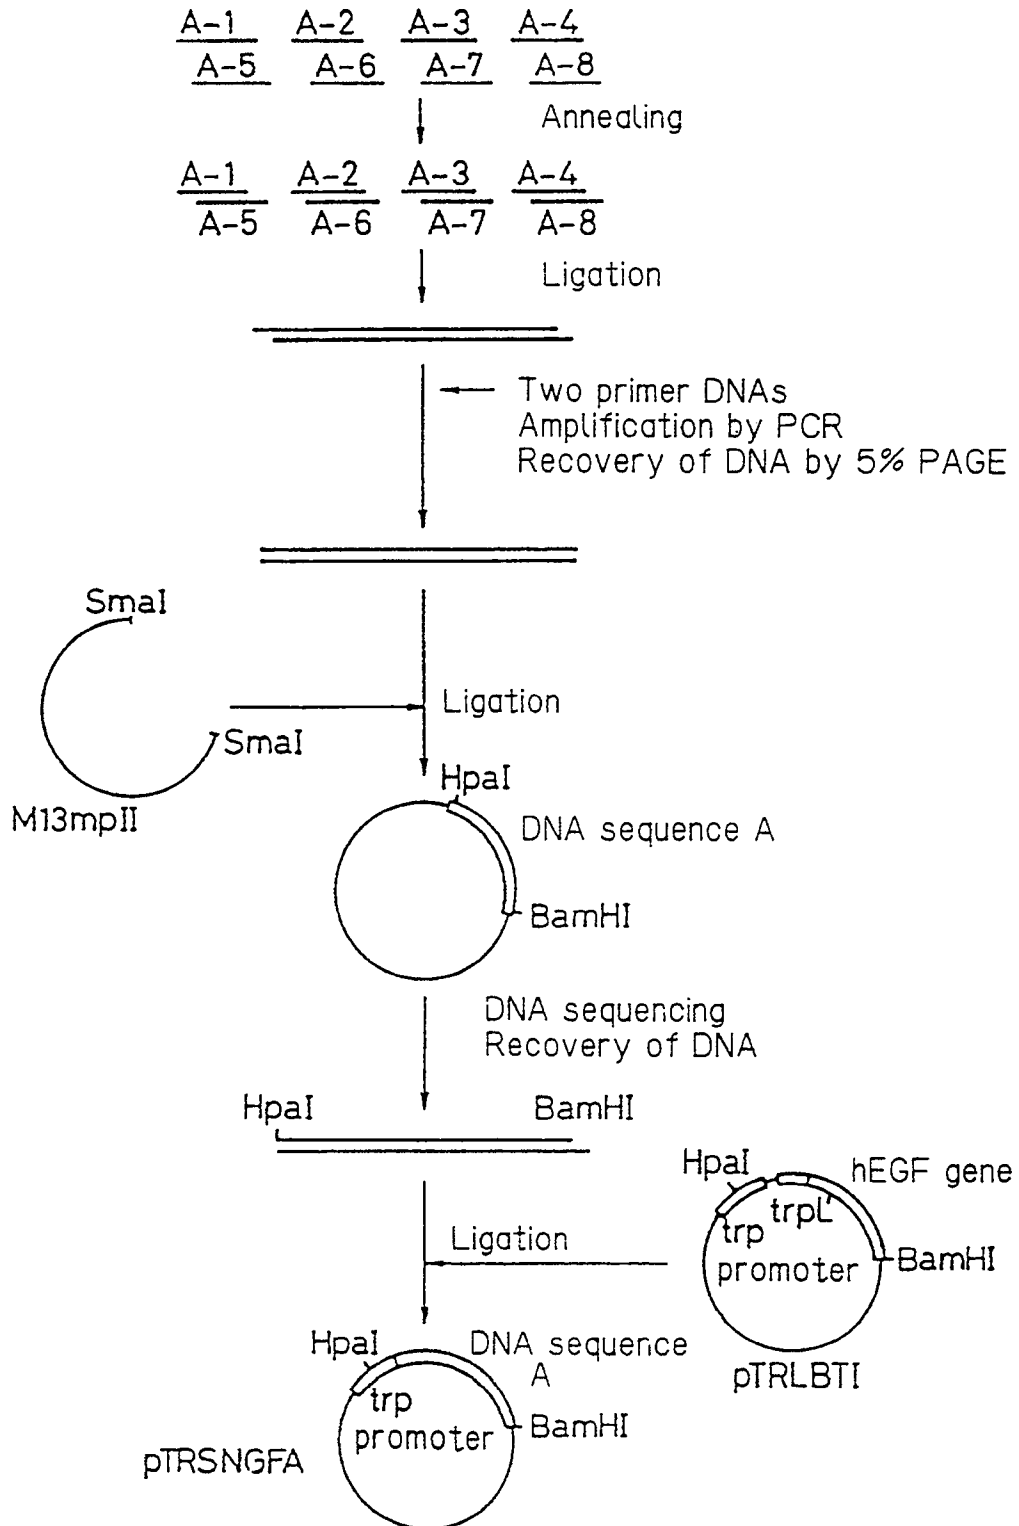 A-1 A-2 A-3 A-4
A-5 A-6 A-7 A-8
Annealing
A-1 A-2 A-3 A-4
A-5 A-6 A-7 A-8
Ligation
Two primer DNAs
Amplification by PCR
Recovery of DNA by 5% PAGE
SmaI
SmaI
M13mpII
Ligation
HpaI
DNA sequence A
BamHI
DNA sequencing
Recovery of DNA
HpaI BamHI
HpaI
hEGF gene
trpL'
trp
promoter
BamHI
pTRLBTI
Ligation
HpaI
DNA sequence
A
trp
promoter
BamHI
pTRSNGFA